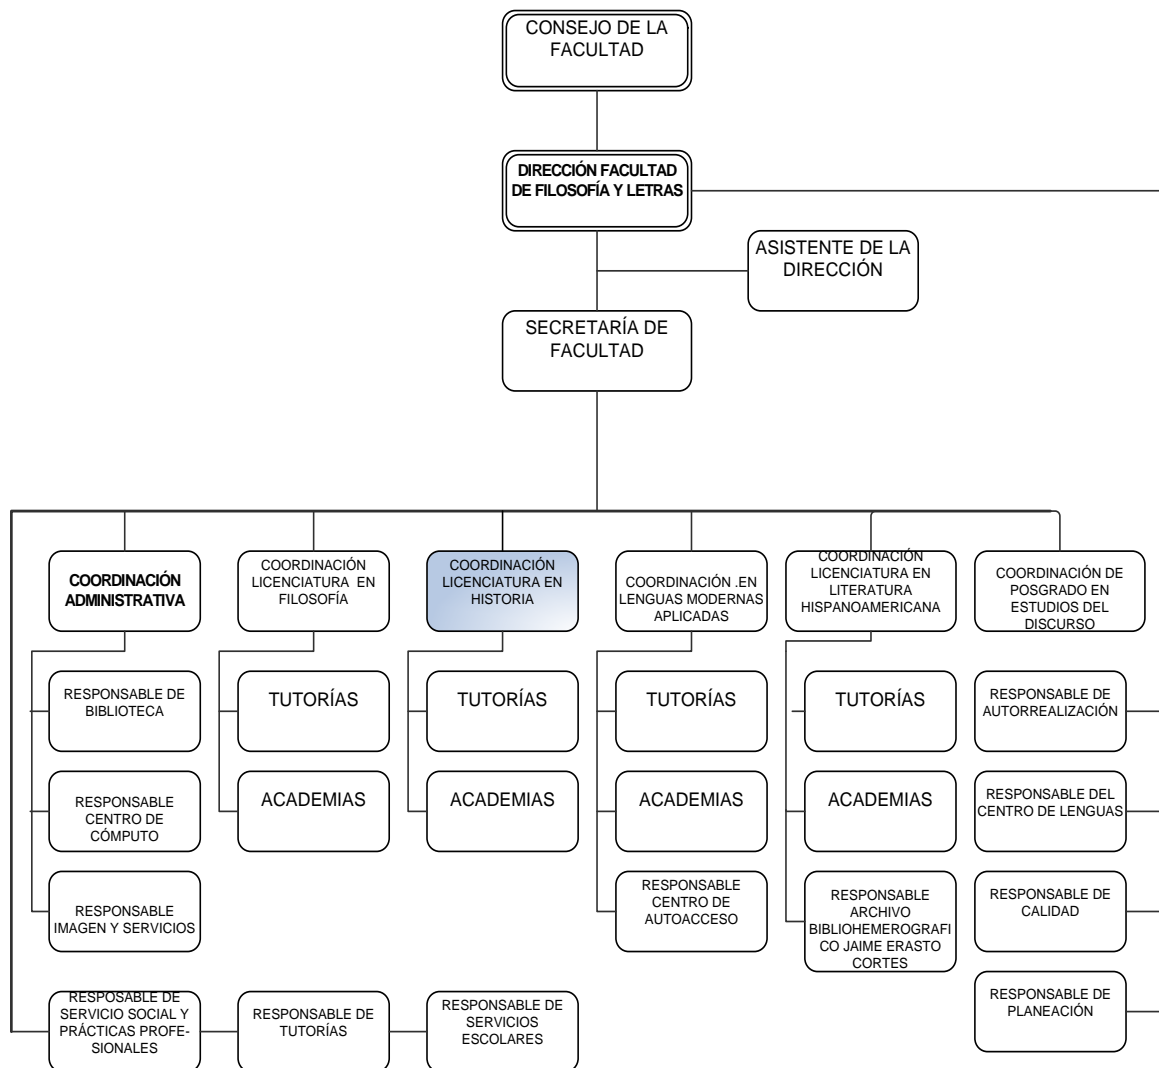 CONSEJO DE LA
FACULTAD
DIRECCIÓN FACULTAD
DE FILOSOFÍA Y LETRAS
ASISTENTE DE LA
DIRECCIÓN
SECRETARÍA DE
FACULTAD
COORDINACIÓN
ADMINISTRATIVA
COORDINACIÓN
LICENCIATURA EN
FILOSOFÍA
COORDINACIÓN
LICENCIATURA EN
HISTORIA
COORDINACIÓN .EN
LENGUAS MODERNAS
APLICADAS
COORDINACIÓN
LICENCIATURA EN
LITERATURA
HISPANOAMERICANA
COORDINACIÓN DE
POSGRADO EN
ESTUDIOS DEL
DISCURSO
RESPONSABLE DE
BIBLIOTECA
TUTORÍAS
TUTORÍAS
TUTORÍAS
TUTORÍAS
RESPONSABLE DE
AUTORREALIZACIÓN
RESPONSABLE
CENTRO DE
CÓMPUTO
ACADEMIAS
ACADEMIAS
ACADEMIAS
ACADEMIAS
RESPONSABLE DEL
CENTRO DE LENGUAS
RESPONSABLE
IMAGEN Y SERVICIOS
RESPONSABLE
CENTRO DE
AUTOACCESO
RESPONSABLE
ARCHIVO
BIBLIOHEMEROGRAFI
CO JAIME ERASTO
CORTES
RESPONSABLE DE
CALIDAD
RESPOSABLE DE
SERVICIO SOCIAL Y
PRÁCTICAS PROFE-
SIONALES
RESPONSABLE DE
TUTORÍAS
RESPONSABLE DE
SERVICIOS
ESCOLARES
RESPONSABLE DE
PLANEACIÓN